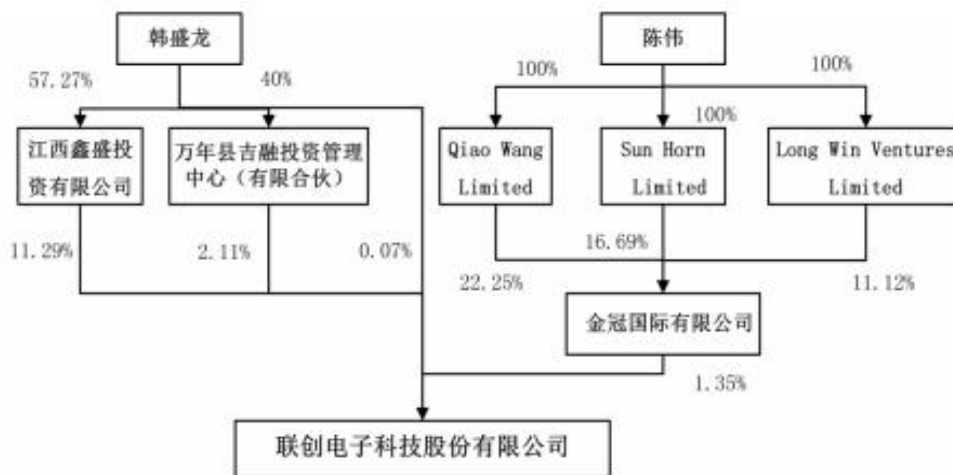 韩盛龙
陈伟
57.27%
40%
100%
100%
100%
江西鑫盛投
资有限公司
万年县吉融投资管理
中心（有限合伙）
Qiao Wang
Limited
Sun Horn
Limited
Long Win Ventures
Limited
11.29%
2.11%
0.07%
16.69%
22.25%
11.12%
金冠国际有限公司
1.35%
联创电子科技股份有限公司